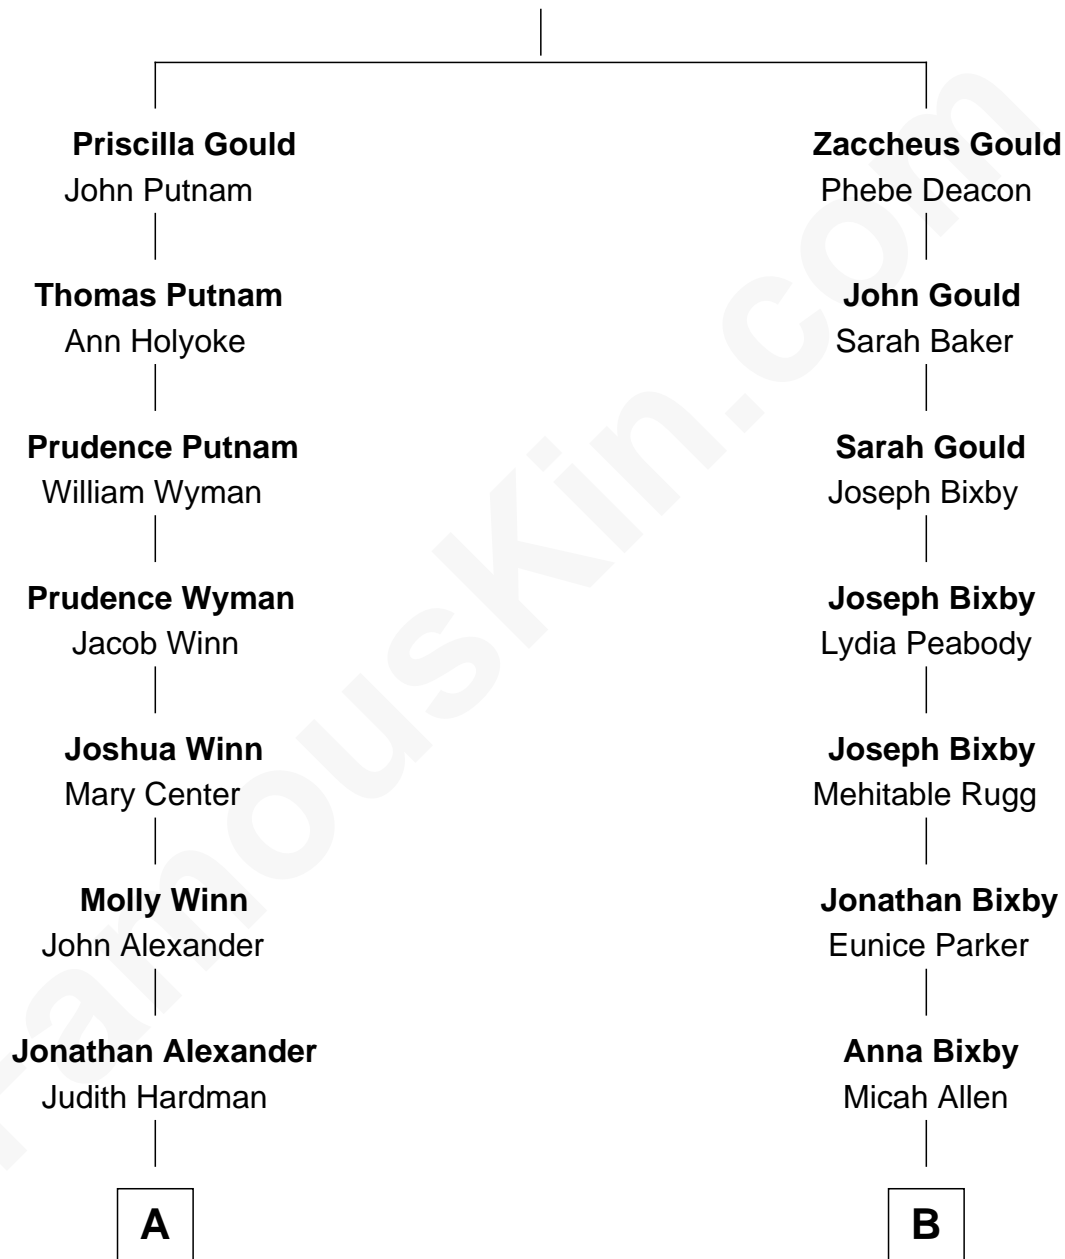 Priscilla Gould
John Putnam
Thomas Putnam
Ann Holyoke
Prudence Putnam
William Wyman
Prudence Wyman
Jacob Winn
Joshua Winn
Mary Center
Molly Winn
John Alexander
Jonathan Alexander
Judith Hardman
A
Zaccheus Gould
Phebe Deacon
John Gould
Sarah Baker
Sarah Gould
Joseph Bixby
Joseph Bixby
Lydia Peabody
Joseph Bixby
Mehitable Rugg
Jonathan Bixby
Eunice Parker
Anna Bixby
Micah Allen
B
FamousKin.com